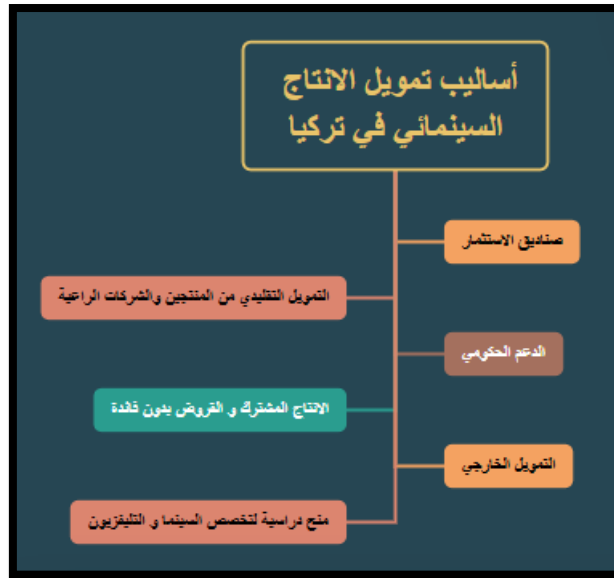 أساليب تمويل الانتاج
السينمائي في تركيا
صناديق الاستثمار
التمويل التقليدي من المنتجين والشركات الراعية
الدعم الحكومي
الانتاج المشترك و القروض بدون فائدة
التمويل الخارجي
منح دراسية لتخصص السينما و التليفزيون